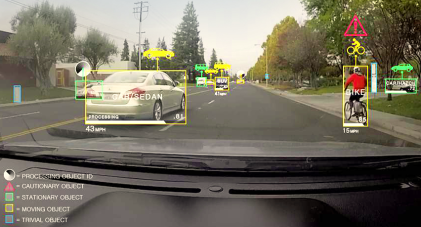 SEDAN
PROCESSING
43 MPH
BIKE
15 MPH
PROCESSING OBJECT ID
= CAUTIONARY OBJECT
= STATIONARY OBJECT
= MOVING OBJECT
= TRIVIAL OBJECT